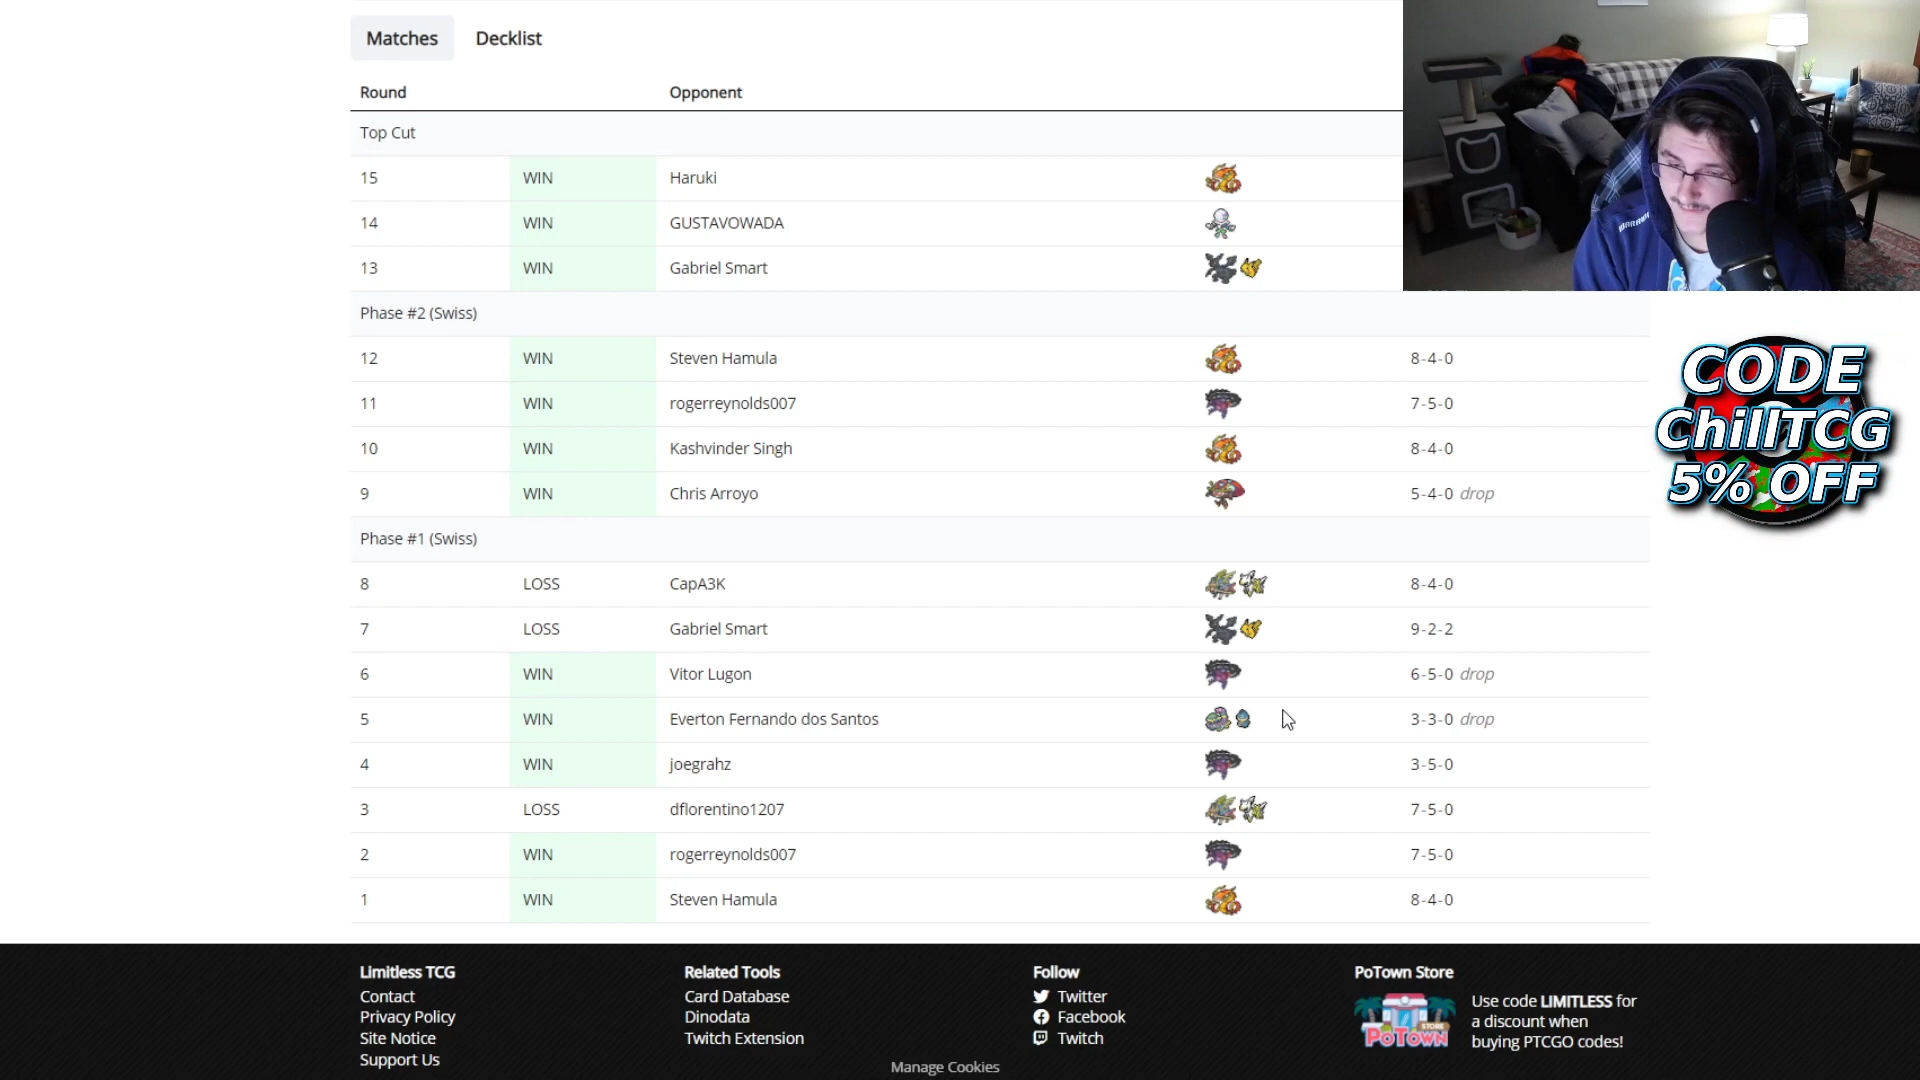 Matches Decklist
Round Opponent
Top Cut
15 WIN Haruki
14 WIN GUSTAVOWADA
13 WIN Gabriel Smart
Phase #2 (Swiss)
12 WIN Steven Hamula 8-4-0
11 WIN rogerreynolds007 7-5-0
10 WIN Kashvinder Singh 8-4-0
9 WIN Chris Arroyo 5-4-0 drop
Phase #1 (Swiss)
8 LOSS CapA3K 8-4-0
7 LOSS Gabriel Smart 9-2-2
6 WIN Vitor Lugon 6-5-0 drop
5 WIN Everton Fernando dos Santos 3-3-0 drop
4 WIN joegrahz 3-5-0
3 LOSS dflorentino1207 7-5-0
2 WIN rogerreynolds007 7-5-0
1 WIN Steven Hamula 8-4-0
CODE
ChillTCG
5% OFF
Limitless TCG
Contact
Privacy Policy
Site Notice
Support Us
Related Tools
Card Database
Dinodata
Twitch Extension
Follow
Twitter
Facebook
Twitch
PoTown Store
POTOWN
STORE
Use code LIMITLESS for
a discount when
buying PTCGO codes!
Manage Cookies